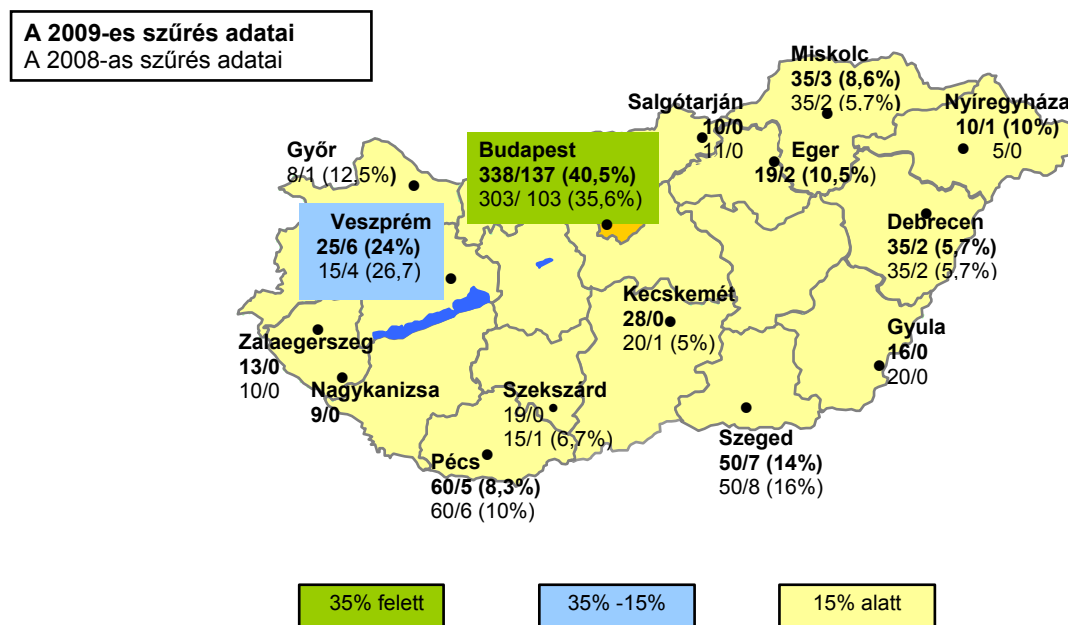 A 2009-es szűrés adatai
A 2008-as szűrés adatai
Miskolc
35/3 (8,6%)
35/2 (5,7%)
Salgótarján
10/0
11/0
Nyíregyháza
10/1 (10%)
5/0
Győr
8/1 (12,5%)
Budapest
338/137 (40,5%)
303/ 103 (35,6%)
Eger
19/2 (10,5%)
Veszprém
25/6 (24%)
15/4 (26,7)
Debrecen
35/2 (5,7%)
35/2 (5,7%)
Kecskemét
28/0
20/1 (5%)
Gyula
16/0
20/0
Zalaegerszeg
13/0
10/0
Nagykanizsa
9/0
Szekszárd
19/0
15/1 (6,7%)
Szeged
50/7 (14%)
50/8 (16%)
Pécs
60/5 (8,3%)
60/6 (10%)
35% felett
35% -15%
15% alatt